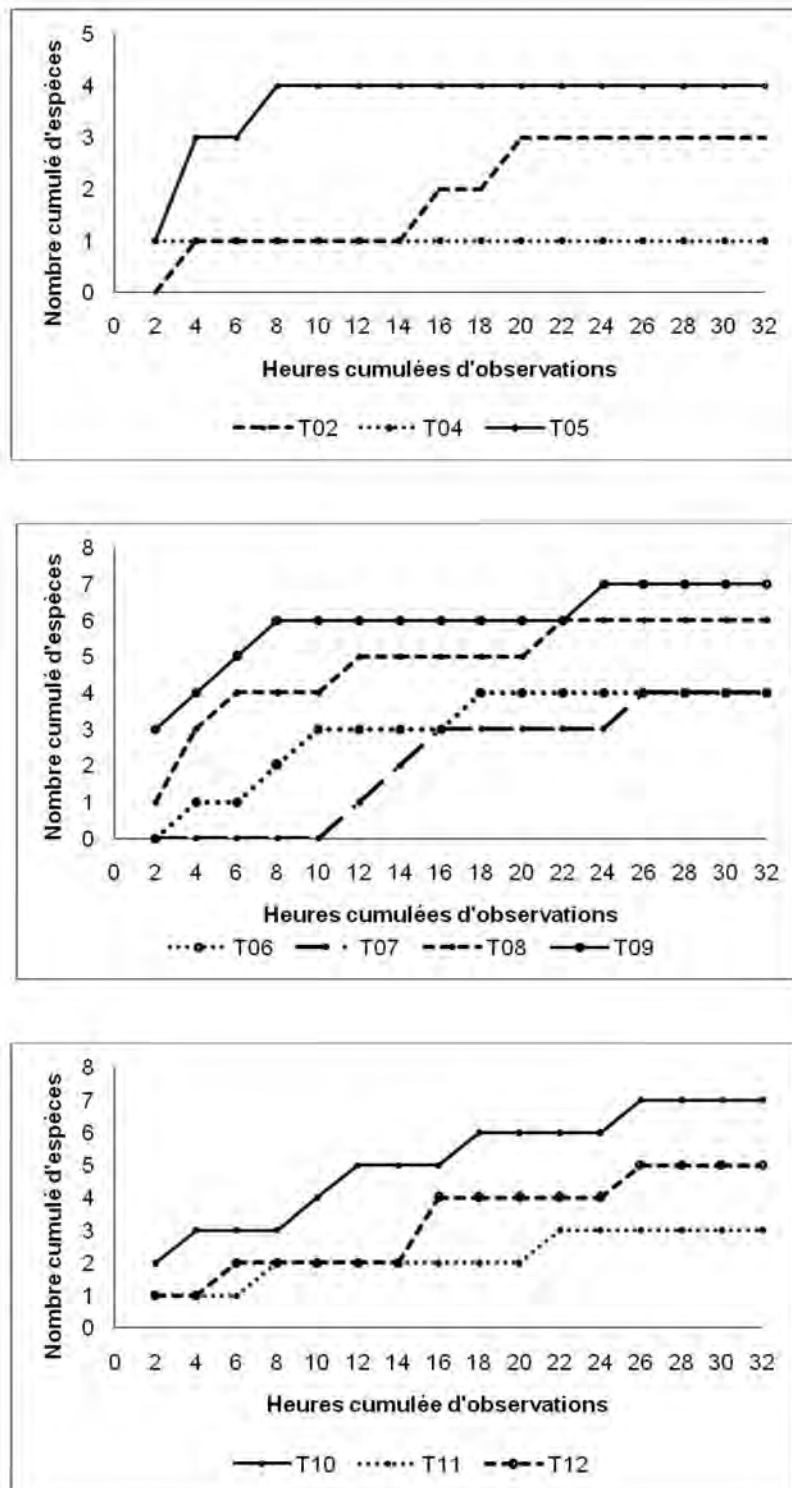 Nombre cumulé d'espèces
5
4
3
2
1
0
0 2 4 6 8 10 12 14 16 18 20 22 24 26 28 30 32
Heures cumulées d'observations
T02 T04 T05
Nombre cumulé d'espèces
8
7
6
5
4
3
2
1
0
0 2 4 6 8 10 12 14 16 18 20 22 24 26 28 30 32
Heures cumulées d'observations
T06 T07 T08 T09
Nombre cumulé d'espèces
8
7
6
5
4
3
2
1
0
0 2 4 6 8 10 12 14 16 18 20 22 24 26 28 30 32
Heures cumulée d'observations
T10 T11 T12